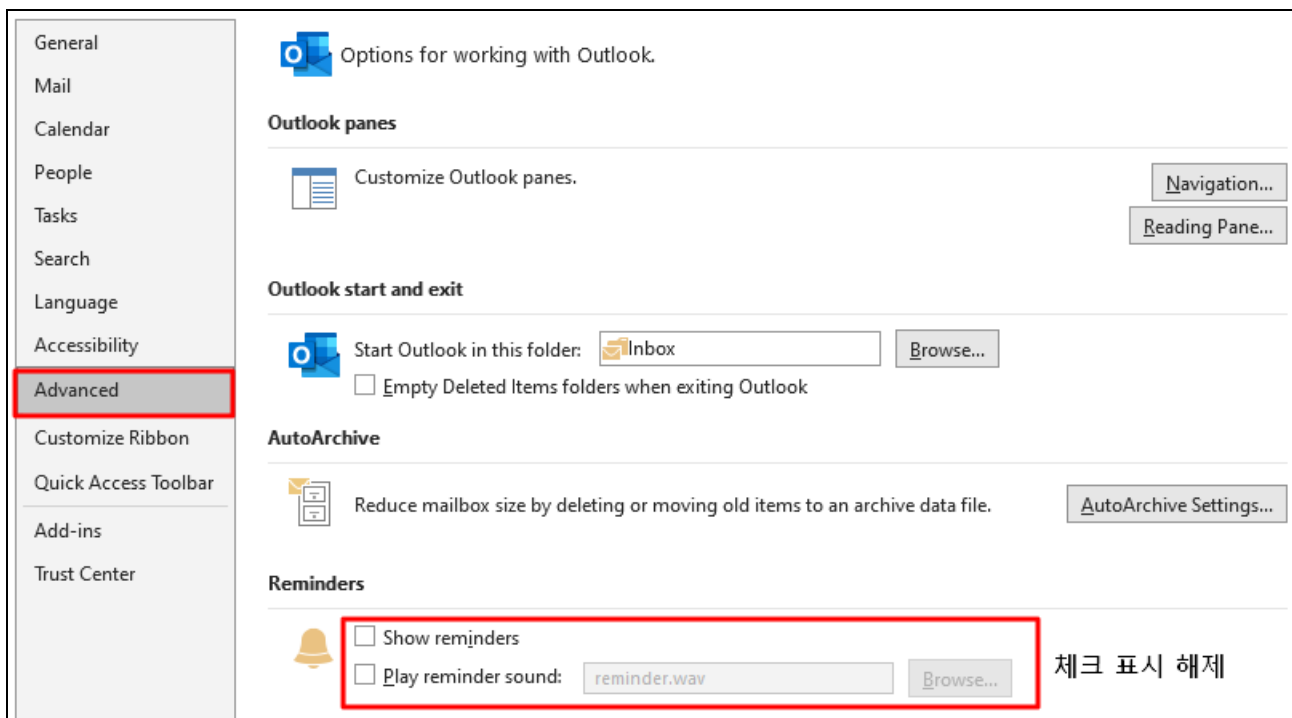 General
Mail
Calendar
People
Tasks
Search
Language
Accessibility
Advanced
Customize Ribbon
Quick Access Toolbar
Add-ins
Trust Center
Options for working with Outlook.
Outlook panes
Customize Outlook panes.
Navigation...
Reading Pane...
Outlook start and exit
Start Outlook in this folder: Inbox Browse...
Empty Deleted Items folders when exiting Outlook
AutoArchive
Reduce mailbox size by deleting or moving old items to an archive data file. AutoArchive Settings...
Reminders
Show reminders
Play reminder sound: reminder.wav Browse...
체크 표시 해제